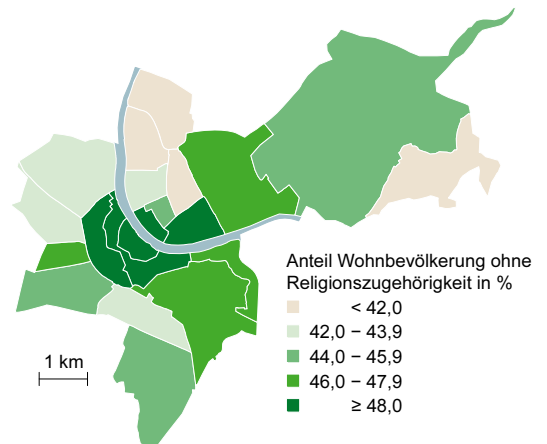 Anteil Wohnbevölkerung ohne
Religionszugehörigkeit in %
< 42,0
42,0 – 43,9
44,0 – 45,9
46,0 – 47,9
≥ 48,0
1 km